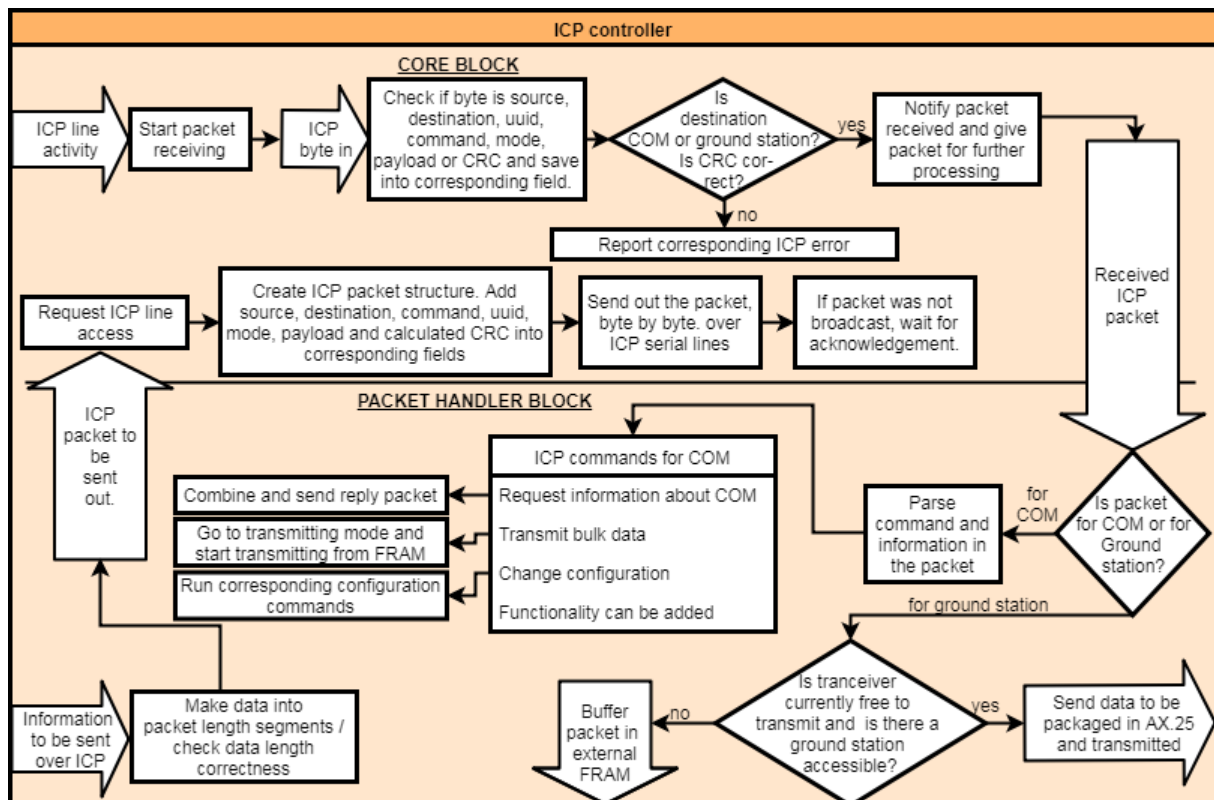 ICP controller
CORE BLOCK
ICP line
activity
Start packet
receiving
ICP
byte in
Check if byte is source,
destination, uuid,
command, mode,
payload or CRC and save
into corresponding field.
Is
destination
COM or ground station?
Is CRC cor-
rect?
yes
Notify packet
received and give
packet for further
processing
no
Report corresponding ICP error
Received
ICP
packet
Request ICP line
access
Create ICP packet structure. Add
source, destination, command, uuid,
mode, payload and calculated CRC into
corresponding fields
Send out the packet,
byte by byte. over
ICP serial lines
If packet was not
broadcast, wait for
acknowledgement.
PACKET HANDLER BLOCK
ICP
packet to
be
sent
out.
ICP commands for COM
Request information about COM
Transmit bulk data
Change configuration
Functionality can be added
Combine and send reply packet
Go to transmitting mode and
start transmitting from FRAM
Run corresponding configuration
commands
Parse
command and
information in
the packet
for
COM
Is packet
for COM or for
Ground
station?
for ground station
Information
to be sent
over ICP
Make data into
packet length segments /
check data length
correctness
Buffer
packet in
external
FRAM
no
Is tranceiver
currently free to
transmit and is there a
ground station
accessible?
yes
Send data to be
packaged in AX.25
and transmitted